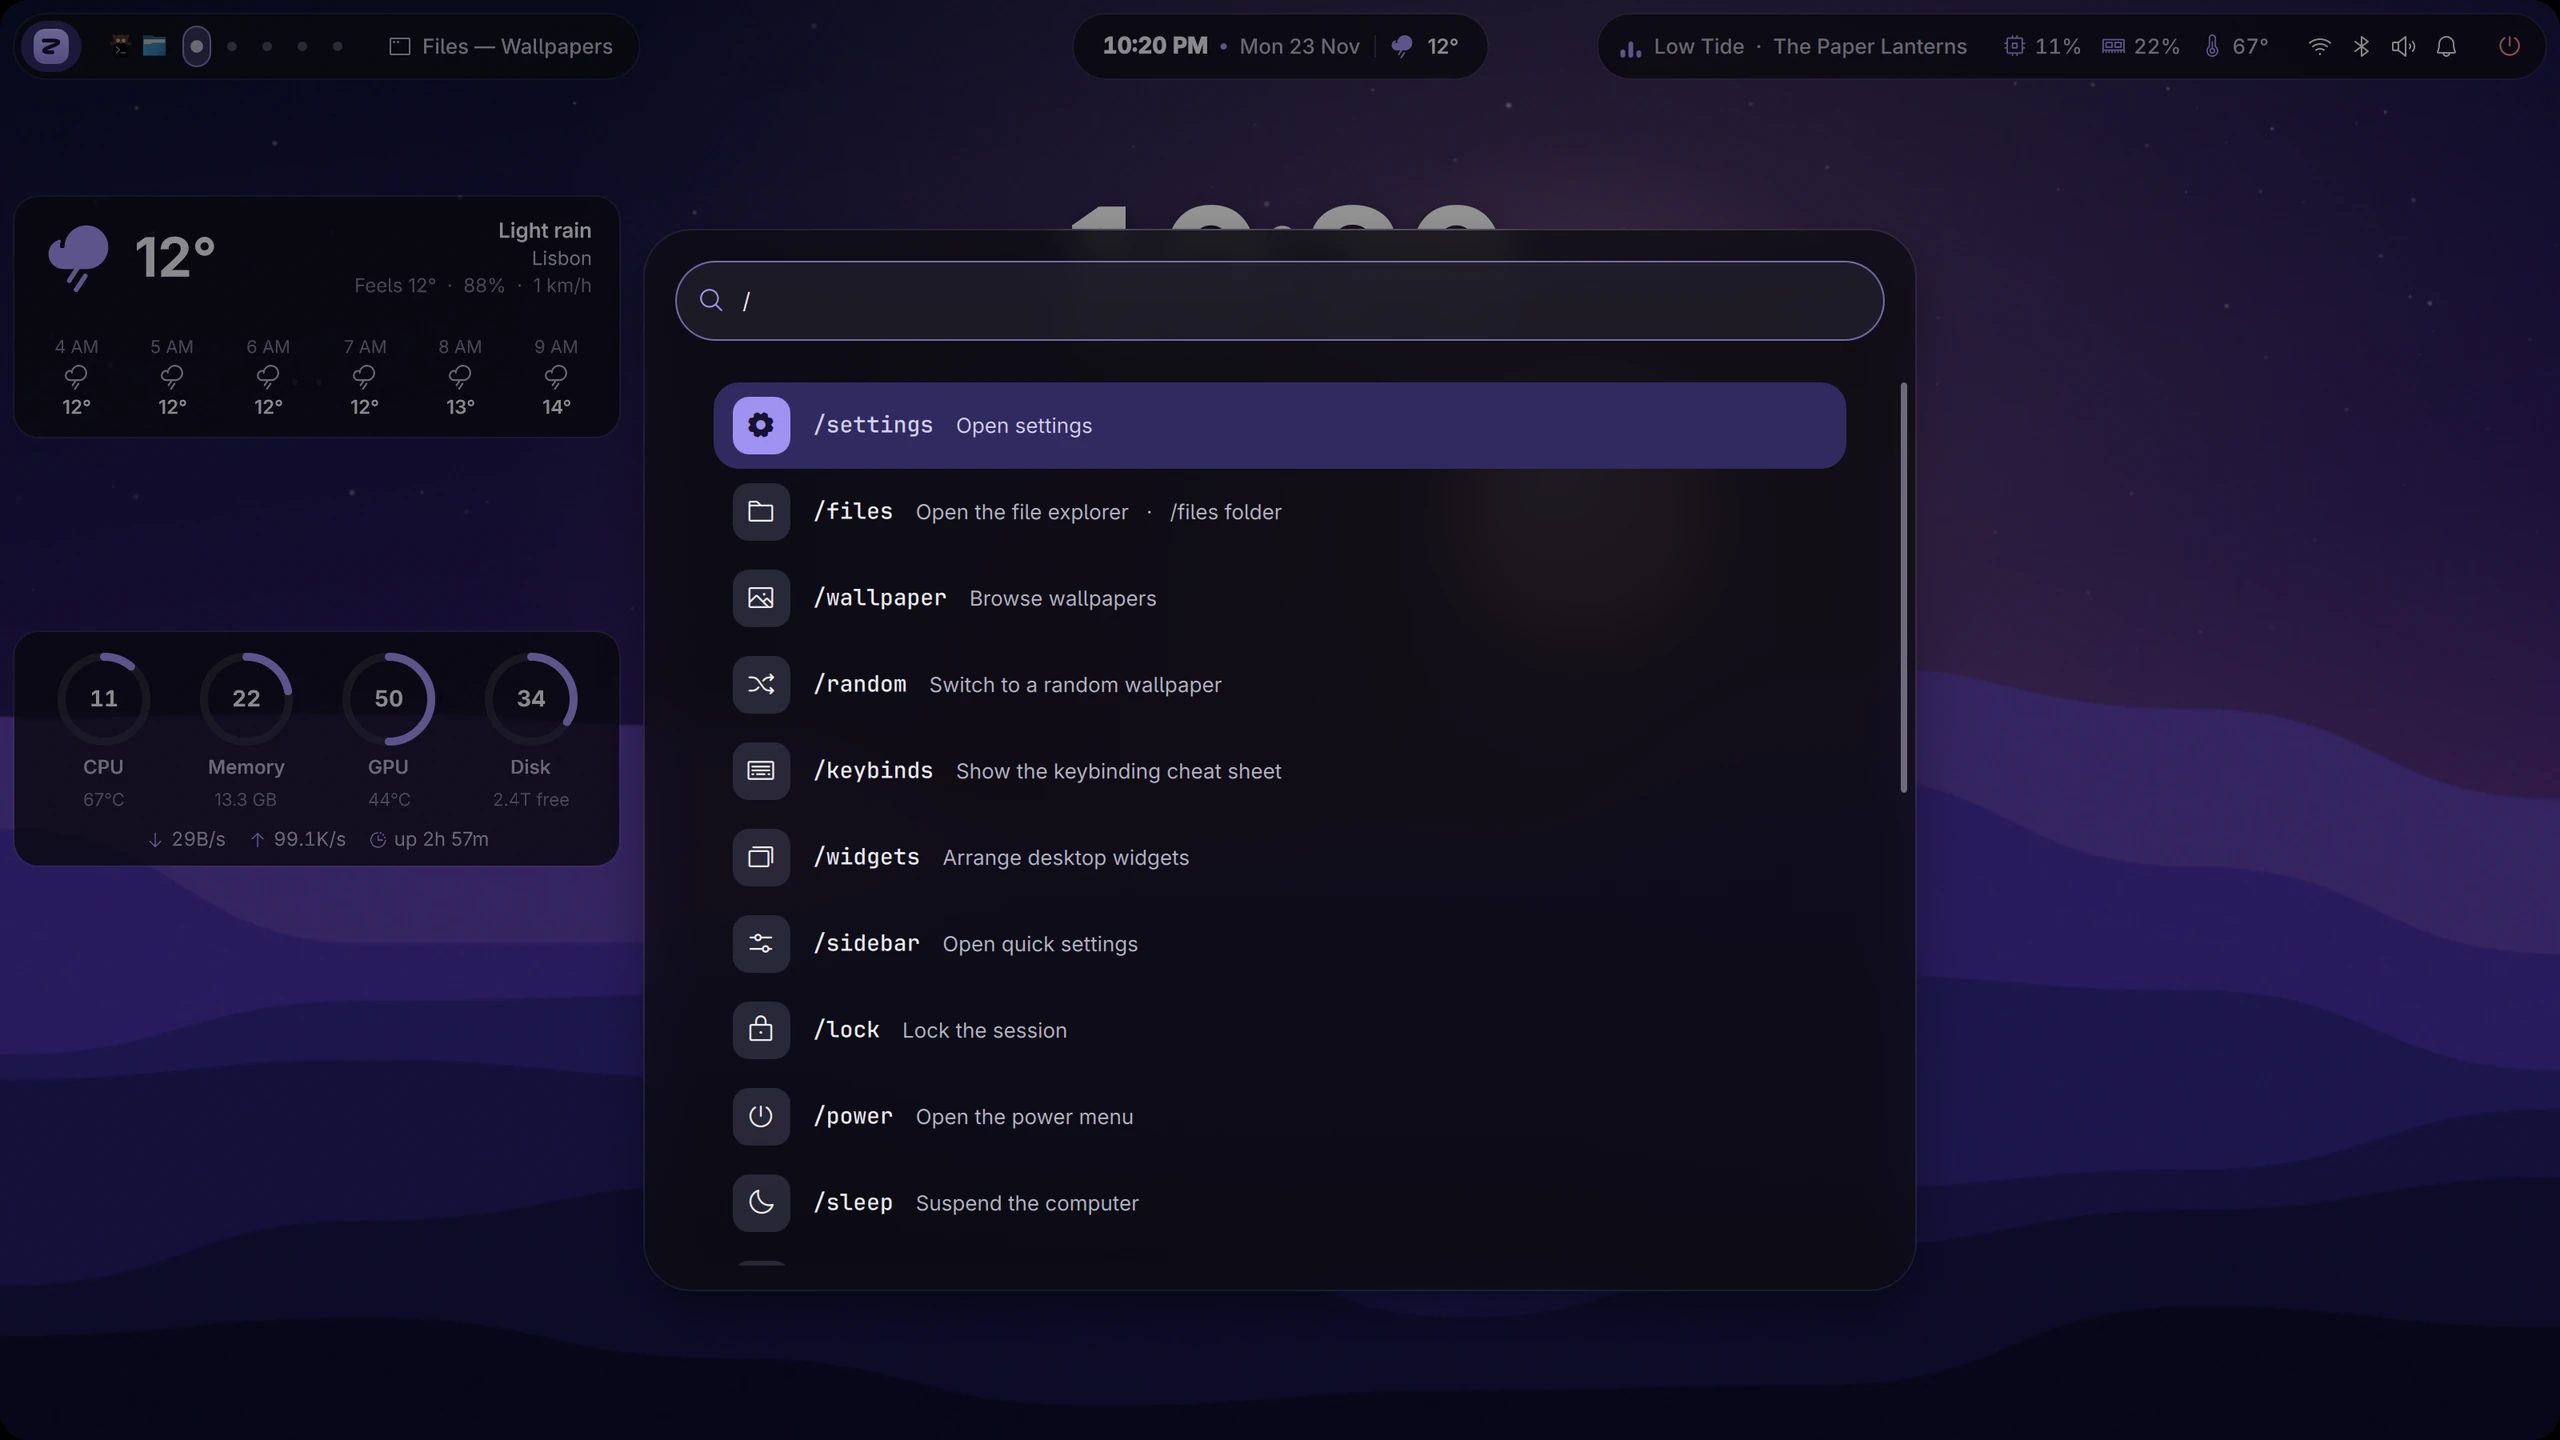 Files — Wallpapers
10:20 PM • Mon 23 Nov 12°
Low Tide · The Paper Lanterns 11% 22% 67°
12°
Light rain
Lisbon
Feels 12° · 88% · 1 km/h
4 AM 5 AM 6 AM 7 AM 8 AM 9 AM
12° 12° 12° 12° 13° 14°
11 22 50 34
CPU Memory GPU Disk
67°C 13.3 GB 44°C 2.4T free
29B/s 99.1K/s up 2h 57m
/
/settings Open settings
/files Open the file explorer · /files folder
/wallpaper Browse wallpapers
/random Switch to a random wallpaper
/keybinds Show the keybinding cheat sheet
/widgets Arrange desktop widgets
/sidebar Open quick settings
/lock Lock the session
/power Open the power menu
/sleep Suspend the computer